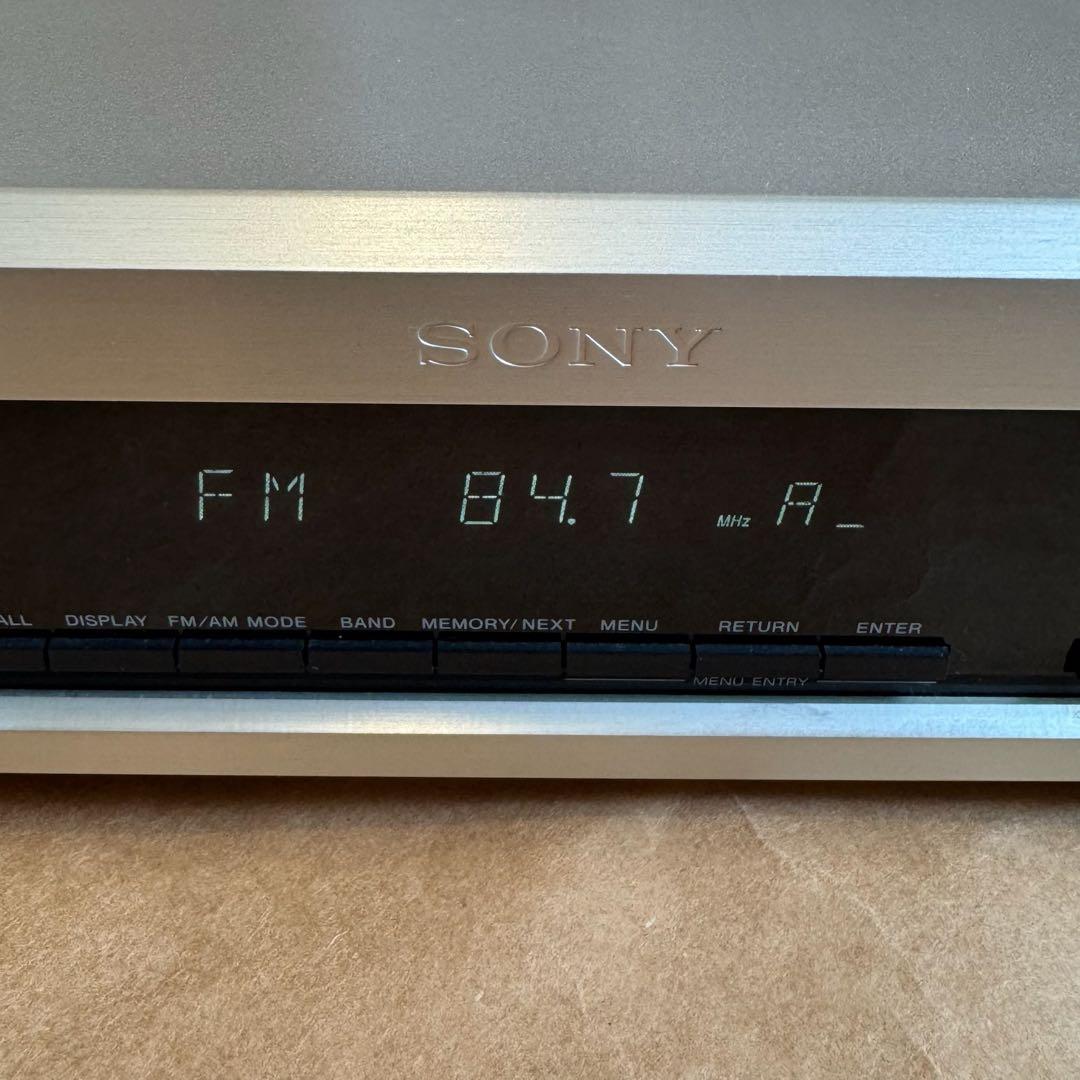 SONY
FM 84.7 MHz A_
ALL DISPLAY FM/AM MODE BAND MEMORY/NEXT MENU RETURN ENTER
MENU ENTRY